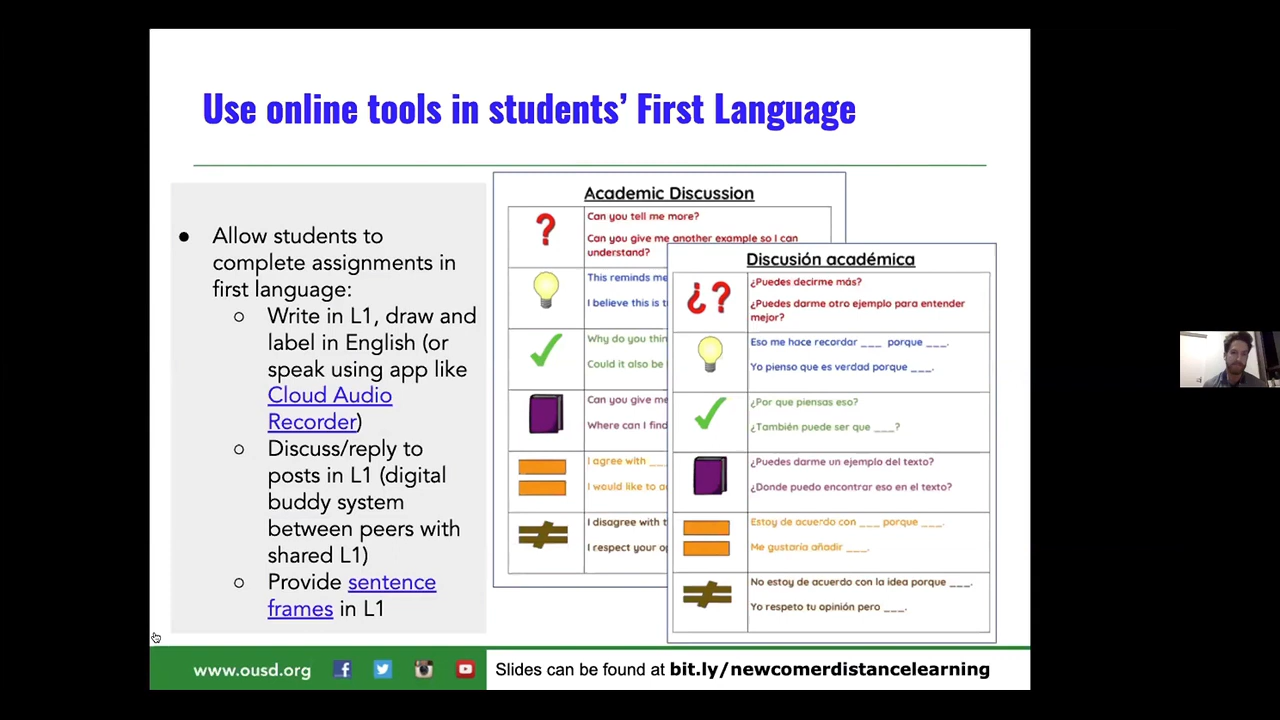 Use online tools in students’ First Language
● Allow students to
complete assignments in
first language:
○ Write in L1, draw and
label in English (or
speak using app like
Cloud Audio
Recorder)
○ Discuss/reply to
posts in L1 (digital
buddy system
between peers with
shared L1)
○ Provide sentence
frames in L1
Academic Discussion
?
Can you tell me more?
Can you give me another example so I can
understand?
This reminds me
I believe this is t
Why do you thin
Could it also be
Can you give me
Where can I find
I agree with ___
I would like to a
I disagree with t
I respect your op
Discusión académica
¿?
¿Puedes decirme más?
¿Puedes darme otro ejemplo para entender
mejor?
Eso me hace recordar ___ porque ___.
Yo pienso que es verdad porque ___.
¿Por que piensas eso?
¿También puede ser que ___?
¿Puedes darme un ejemplo del texto?
¿Donde puedo encontrar eso en el texto?
Estoy de acuerdo con ___ porque ___.
Me gustaría añadir ___.
No estoy de acuerdo con la idea porque ___.
Yo respeto tu opinión pero ___.
www.ousd.org
Slides can be found at bit.ly/newcomerdistancelearning